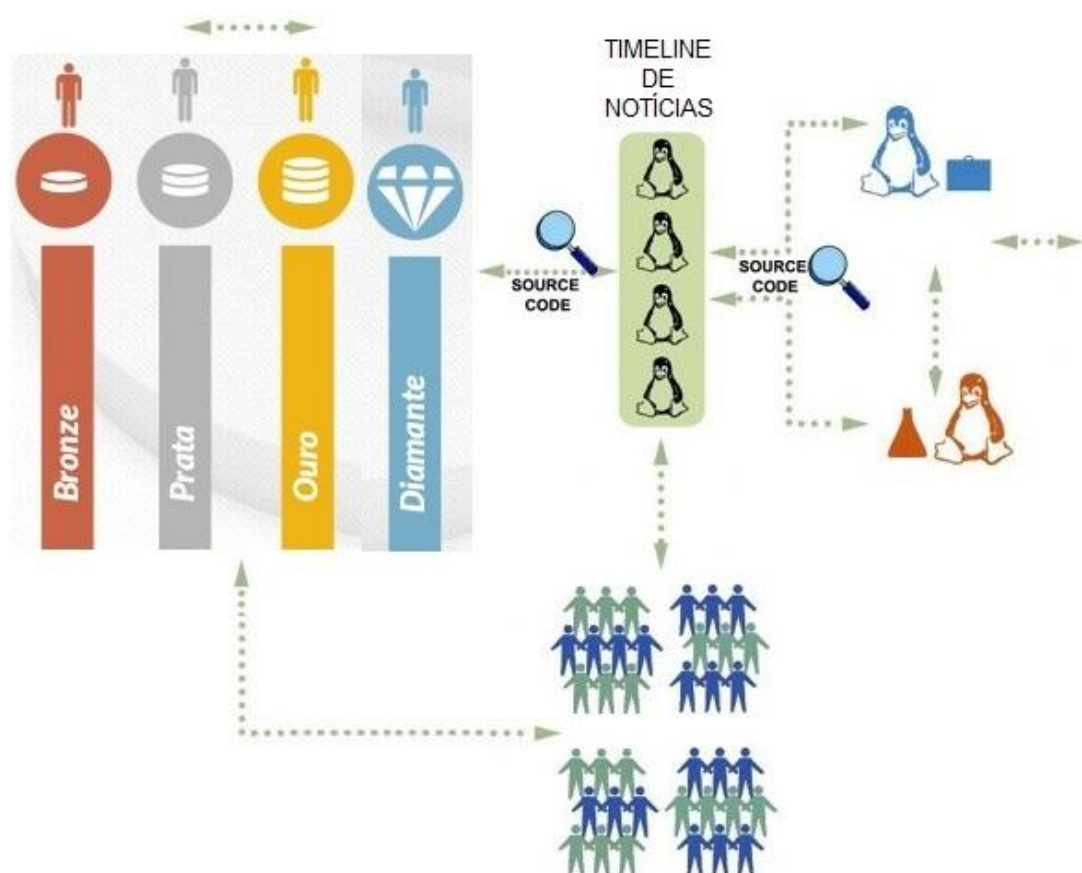 TIMELINE
DE
NOTÍCIAS
SOURCE
CODE
SOURCE
CODE
Bronze
Prata
Ouro
Diamante